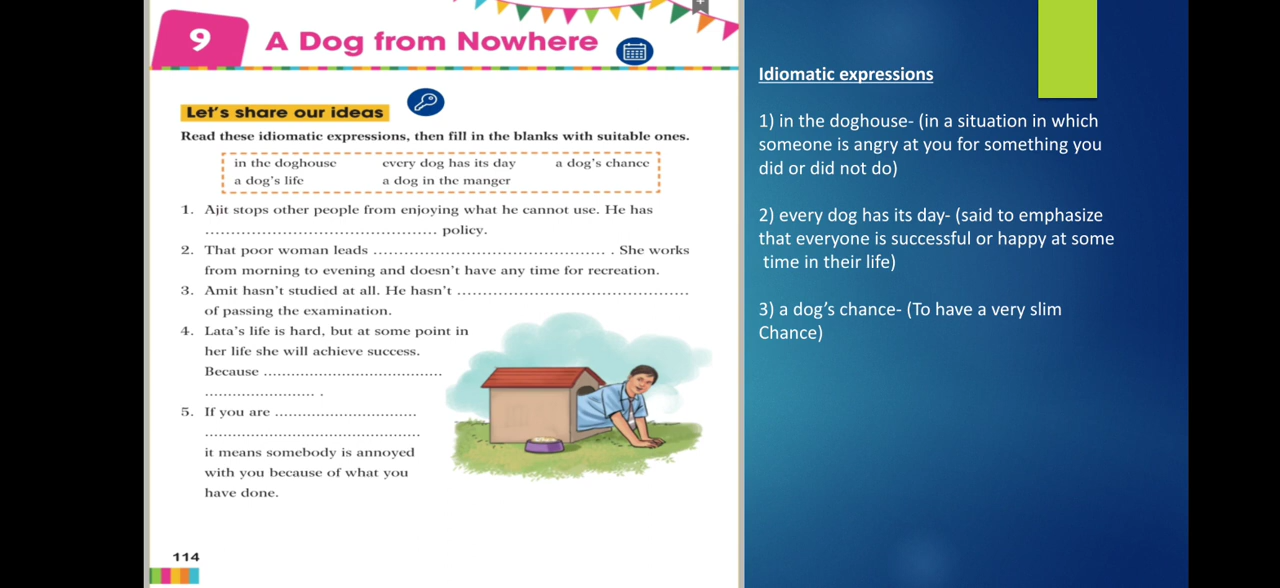 9
A Dog from Nowhere
Let's share our ideas
Read these idiomatic expressions, then fill in the blanks with suitable ones.
in the doghouse every dog has its day a dog's chance
a dog's life a dog in the manger
1. Ajit stops other people from enjoying what he cannot use. He has
............................................ policy.
2. That poor woman leads ............................................ . She works
from morning to evening and doesn't have any time for recreation.
3. Amit hasn't studied at all. He hasn't ............................................
of passing the examination.
4. Lata's life is hard, but at some point in
her life she will achieve success.
Because ..................................
..................... .
5. If you are ...........................
.........................................
it means somebody is annoyed
with you because of what you
have done.
114
Idiomatic expressions
1) in the doghouse- (in a situation in which
someone is angry at you for something you
did or did not do)
2) every dog has its day- (said to emphasize
that everyone is successful or happy at some
time in their life)
3) a dog's chance- (To have a very slim
Chance)